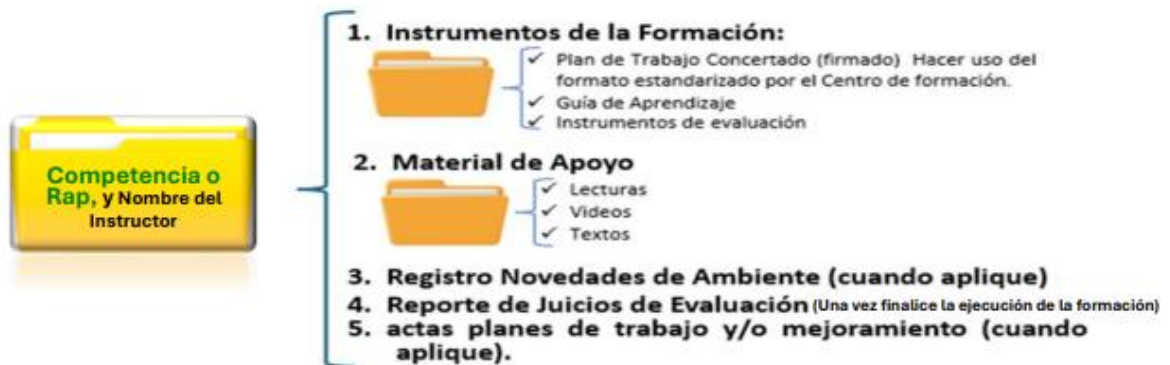 Competencia o
Rap, y Nombre del
Instructor
1. Instrumentos de la Formación:
✓ Plan de Trabajo Concertado (firmado) Hacer uso del
formato estandarizado por el Centro de formación.
✓ Guía de Aprendizaje
✓ Instrumentos de evaluación
2. Material de Apoyo
✓ Lecturas
✓ Videos
✓ Textos
3. Registro Novedades de Ambiente (cuando aplique)
4. Reporte de Juicios de Evaluación (Una vez finalice la ejecución de la formación)
5. actas planes de trabajo y/o mejoramiento (cuando
aplique).